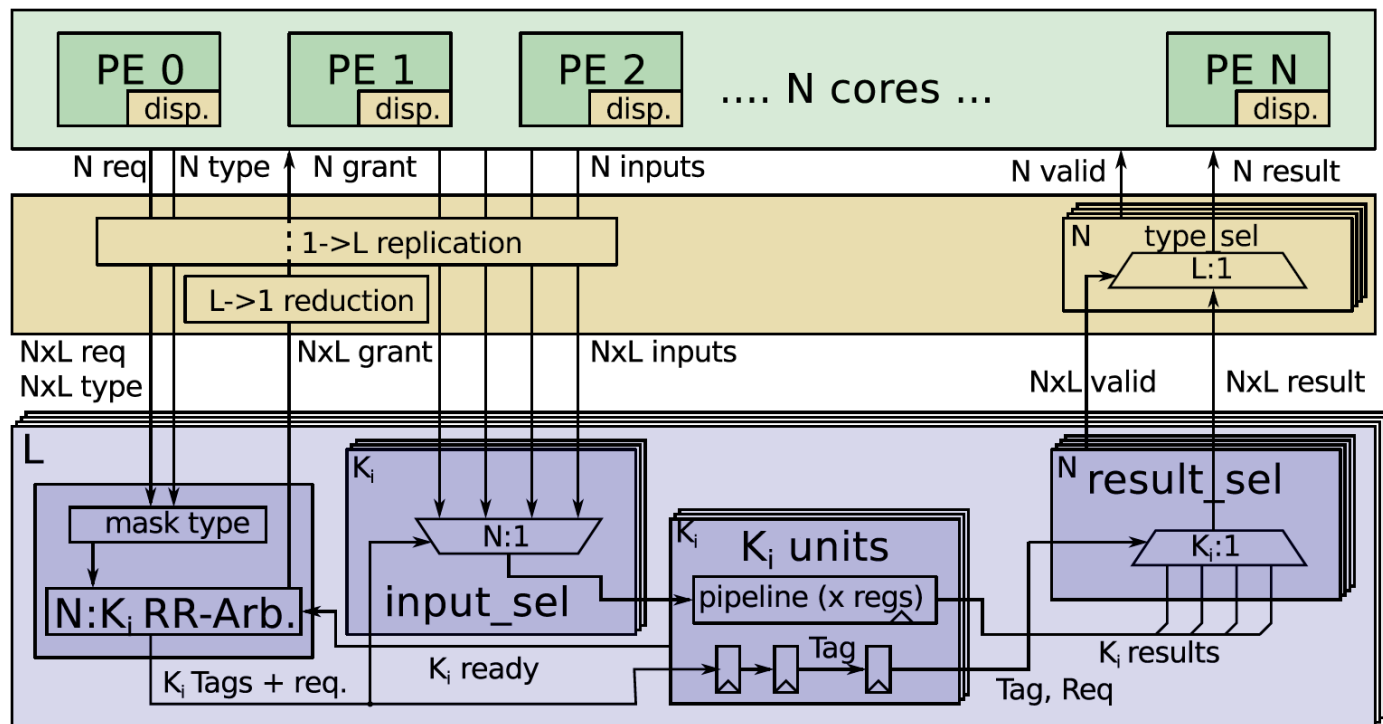 PE 0
disp.
PE 1
disp.
PE 2
disp.
.... N cores ...
PE N
disp.
N req
N type
N grant
N inputs
N valid
N result
1->L replication
L->1 reduction
N
type_sel
L:1
NxL req
NxL type
NxL grant
NxL inputs
NxL valid
NxL result
L
mask type
N:Ki RR-Arb.
Ki
N:1
input_sel
Ki
Ki units
pipeline (x regs)
Tag
N
result_sel
Ki:1
Ki Tags + req.
Ki ready
Tag, Req
Ki results